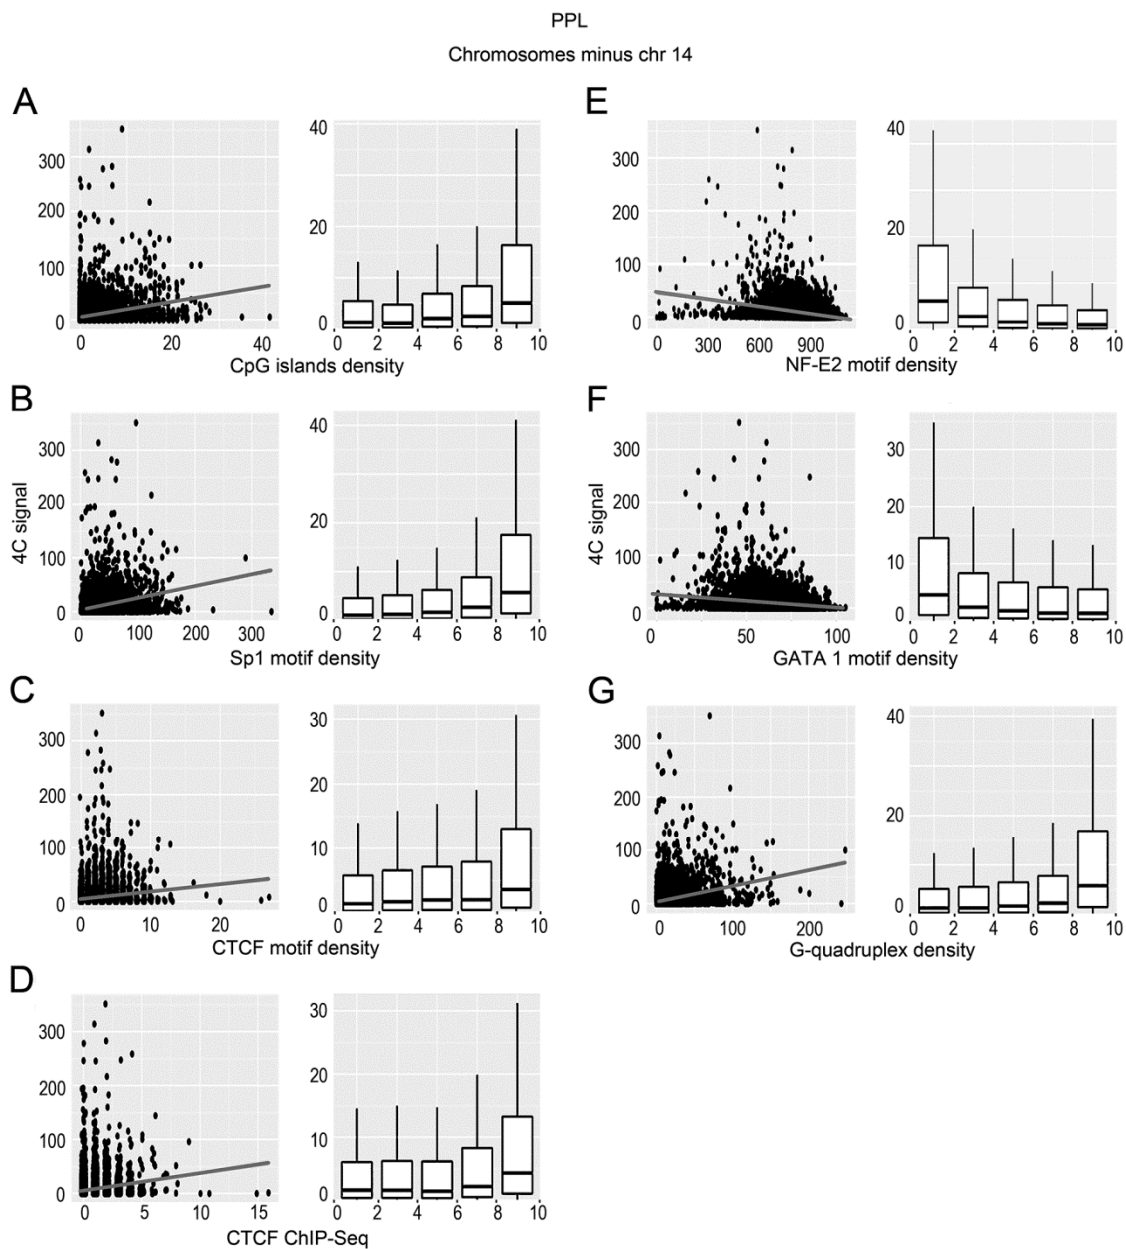 PPL
Chromosomes minus chr 14
A
300
200
100
0
0 20 40
40
20
0
0 2 4 6 8 10
CpG islands density
E
300
200
100
0
0 300 600 900
40
20
0
0 2 4 6 8 10
NF-E2 motif density
B
4C signal
300
200
100
0
0 100 200 300
40
20
0
0 2 4 6 8 10
Sp1 motif density
F
4C signal
300
200
100
0
0 50 100
30
20
10
0
0 2 4 6 8 10
GATA 1 motif density
C
300
200
100
0
0 10 20
30
20
10
0
0 2 4 6 8 10
CTCF motif density
G
300
200
100
0
0 100 200
40
20
0
0 2 4 6 8 10
G-quadruplex density
D
300
200
100
0
0 5 10 15
30
20
10
0
0 2 4 6 8 10
CTCF ChIP-Seq